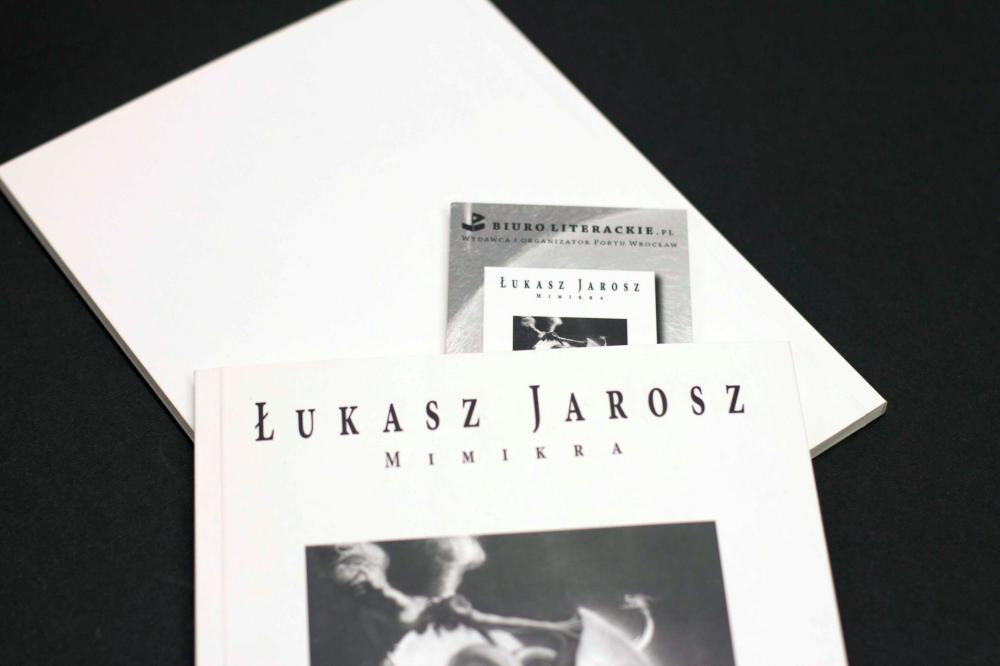 BIURO LITERACKIE.PL
WYDAWCA I ORGANIZATOR PORTU WROCŁAW
ŁUKASZ JAROSZ
MIMIKRA
ŁUKASZ JAROSZ
MIMIKRA